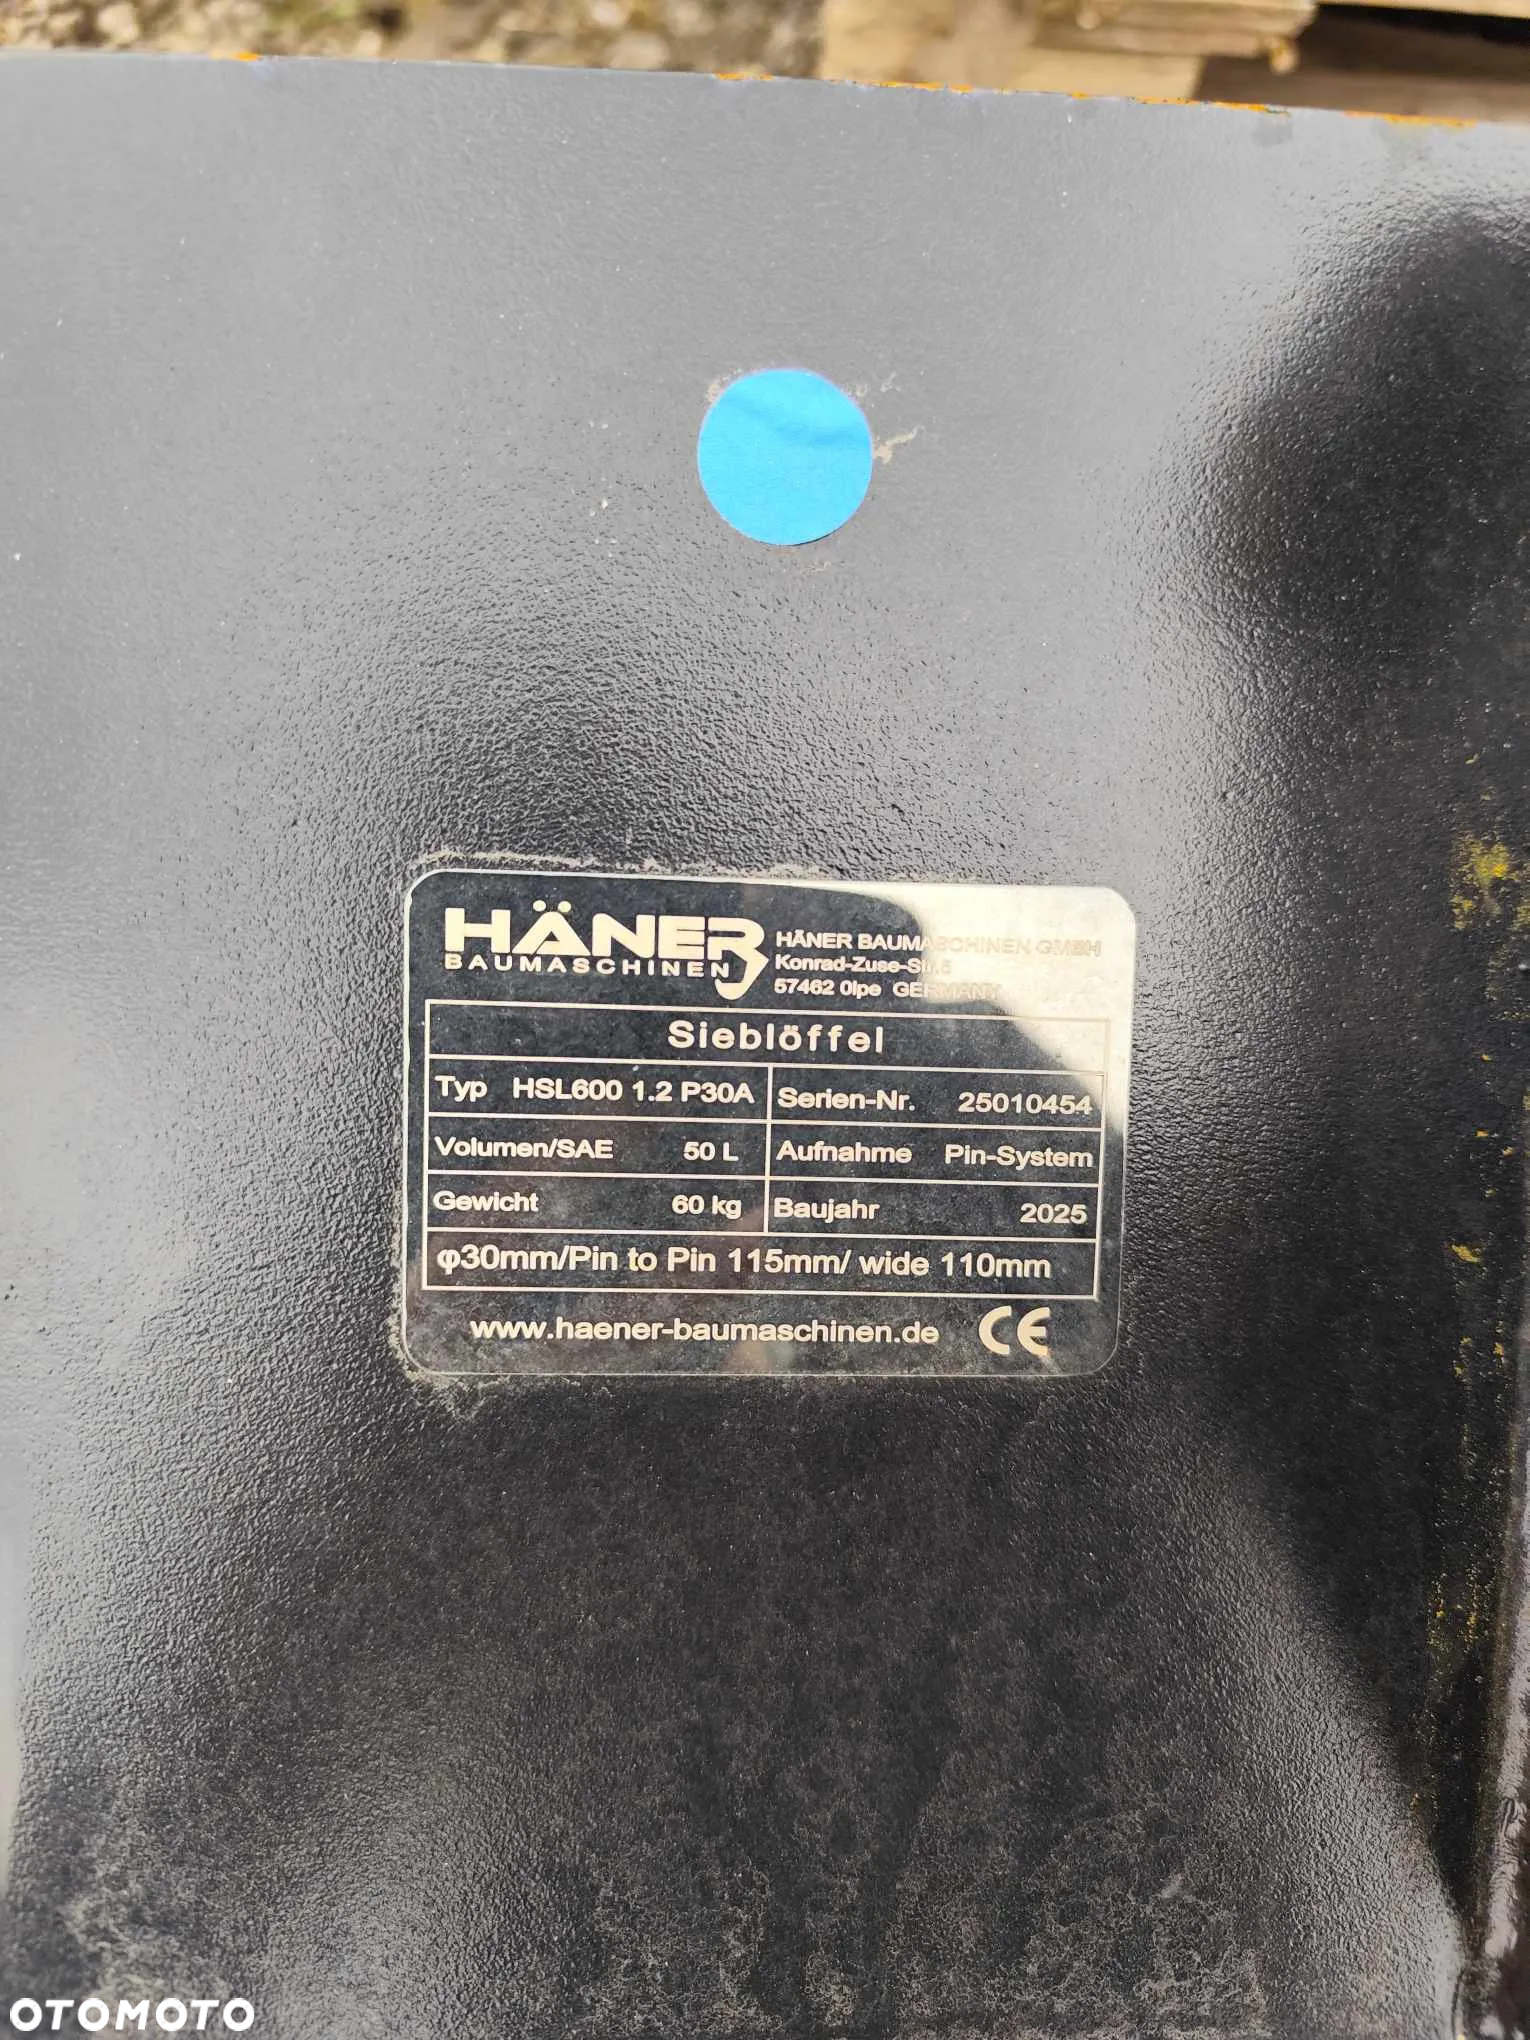 HÄNER
BAUMASCHINEN
HÄNER BAUMASCHINEN GMBH
Konrad-Zuse-Str.
57462 Olpe GERMANY
Sieblöffel
Typ HSL600 1.2 P30A
Serien-Nr. 25010454
Volumen/SAE 50 L
Aufnahme Pin-System
Gewicht 60 kg
Baujahr 2025
φ30mm/Pin to Pin 115mm/ wide 110mm
www.haener-baumaschinen.de CE
OTOMOTO